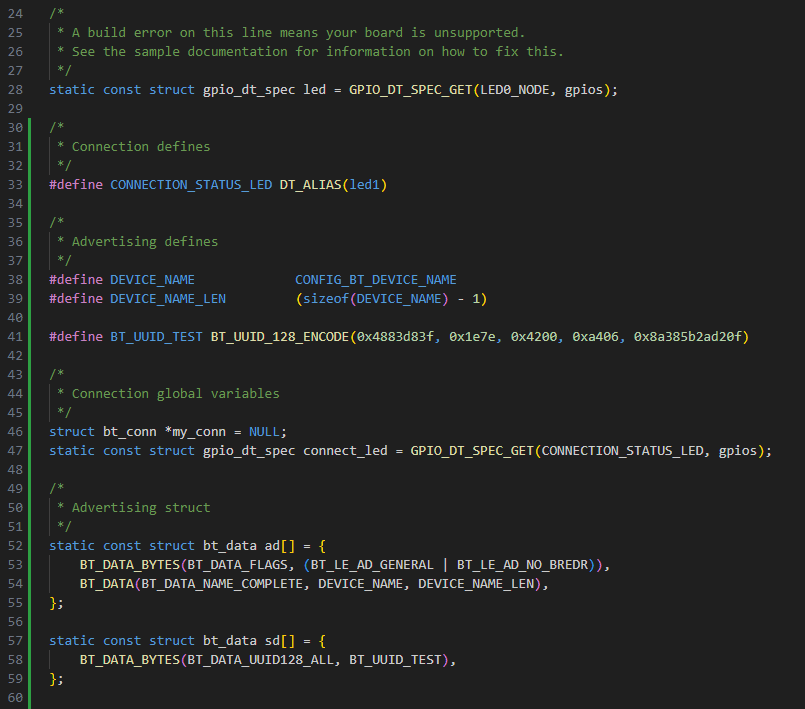 24 /*
25  * A build error on this line means your board is unsupported.
26  * See the sample documentation for information on how to fix this.
27  */
28 static const struct gpio_dt_spec led = GPIO_DT_SPEC_GET(LED0_NODE, gpios);
29
30 /*
31  * Connection defines
32  */
33 #define CONNECTION_STATUS_LED DT_ALIAS(led1)
34
35 /*
36  * Advertising defines
37  */
38 #define DEVICE_NAME             CONFIG_BT_DEVICE_NAME
39 #define DEVICE_NAME_LEN         (sizeof(DEVICE_NAME) - 1)
40
41 #define BT_UUID_TEST BT_UUID_128_ENCODE(0x4883d83f, 0x1e7e, 0x4200, 0xa406, 0x8a385b2ad20f)
42
43 /*
44  * Connection global variables
45  */
46 struct bt_conn *my_conn = NULL;
47 static const struct gpio_dt_spec connect_led = GPIO_DT_SPEC_GET(CONNECTION_STATUS_LED, gpios);
48
49 /*
50  * Advertising struct
51  */
52 static const struct bt_data ad[] = {
53     BT_DATA_BYTES(BT_DATA_FLAGS, (BT_LE_AD_GENERAL | BT_LE_AD_NO_BREDR)),
54     BT_DATA(BT_DATA_NAME_COMPLETE, DEVICE_NAME, DEVICE_NAME_LEN),
55 };
56
57 static const struct bt_data sd[] = {
58     BT_DATA_BYTES(BT_DATA_UUID128_ALL, BT_UUID_TEST),
59 };
60